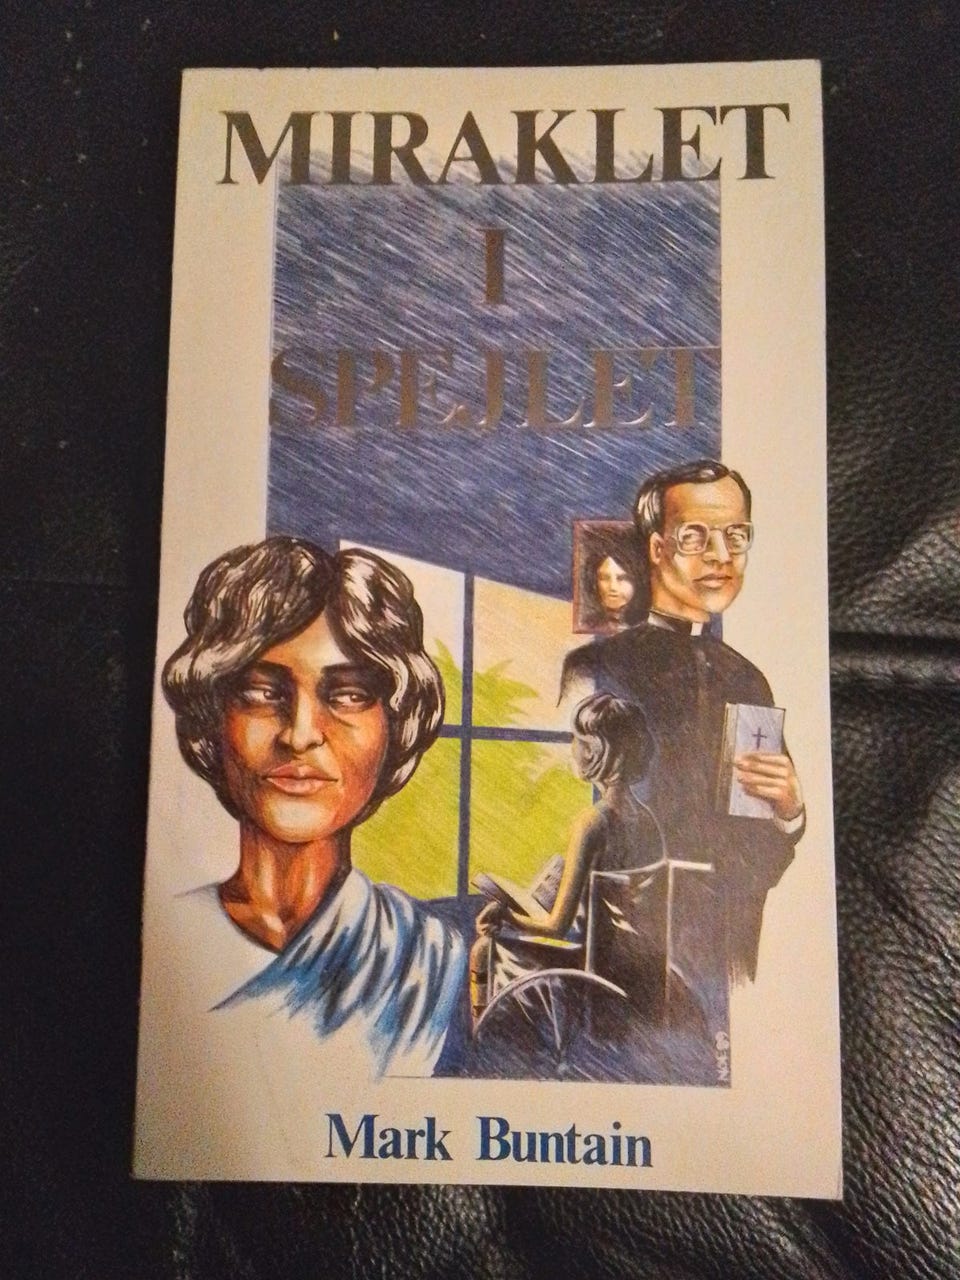 MIRAKLET
I
SPEJLET
Mark Buntain